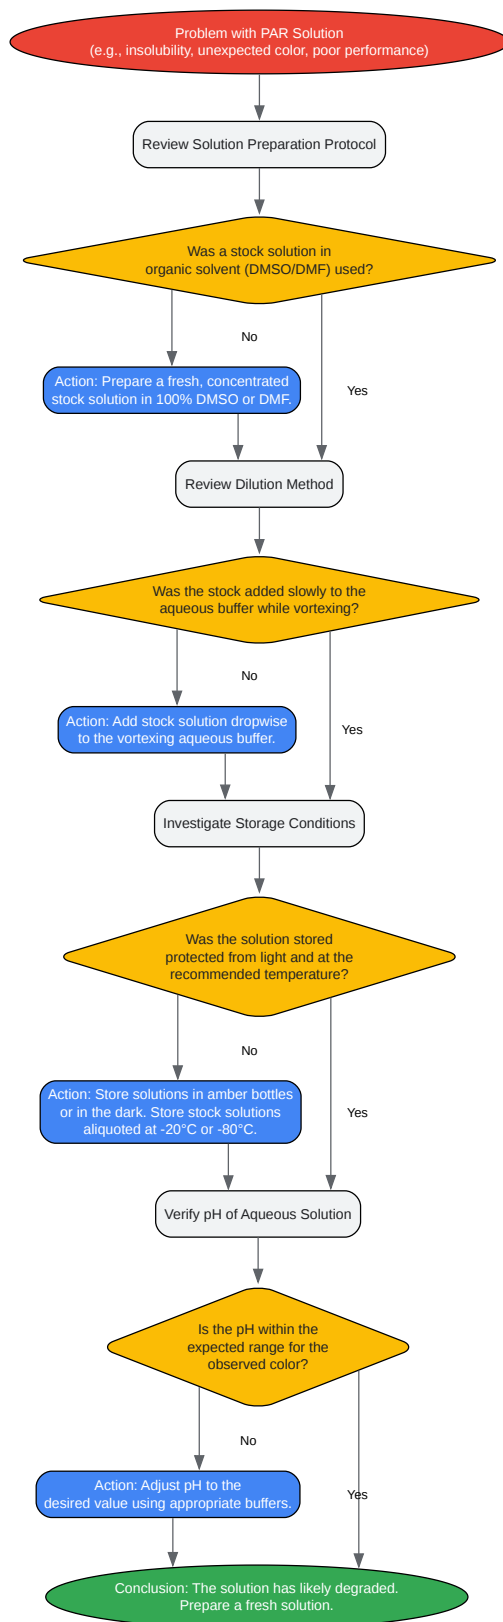 Problem with PAR Solution
(e.g., insolubility, unexpected color, poor performance)
Review Solution Preparation Protocol
Was a stock solution in
organic solvent (DMSO/DMF) used?
No
Action: Prepare a fresh, concentrated
stock solution in 100% DMSO or DMF.
Yes
Review Dilution Method
Was the stock added slowly to the
aqueous buffer while vortexing?
No
Action: Add stock solution dropwise
to the vortexing aqueous buffer.
Yes
Investigate Storage Conditions
Was the solution stored
protected from light and at the
recommended temperature?
No
Action: Store solutions in amber bottles
or in the dark. Store stock solutions
aliquoted at -20°C or -80°C.
Yes
Verify pH of Aqueous Solution
Is the pH within the
expected range for the
observed color?
No
Action: Adjust pH to the
desired value using appropriate buffers.
Yes
Conclusion: The solution has likely degraded.
Prepare a fresh solution.